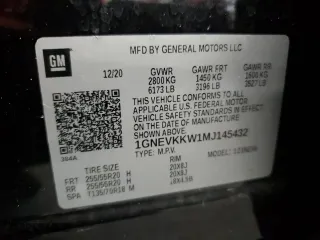 GM
MFD BY GENERAL MOTORS LLC
12/20 GVWR GAWR FRT GAWR RR
2800 KG 1450 KG 1600 KG
6173 LB 3196 LB 3527 LB
THIS VEHICLE CONFORMS TO ALL
APPLICABLE U.S. FEDERAL MOTOR
VEHICLE SAFETY AND THEFT PREVENTION
STANDARDS IN EFFECT ON THE DATE OF MANUFACTURE
SHOWN ABOVE.
1GNEVKKW1MJ145432
TYPE: M.P.V.
TIRE SIZE RIM
FRT 255/55R20 H 20X8J
RR 255/55R20 H 20X8J
SPA T135/70R18 M